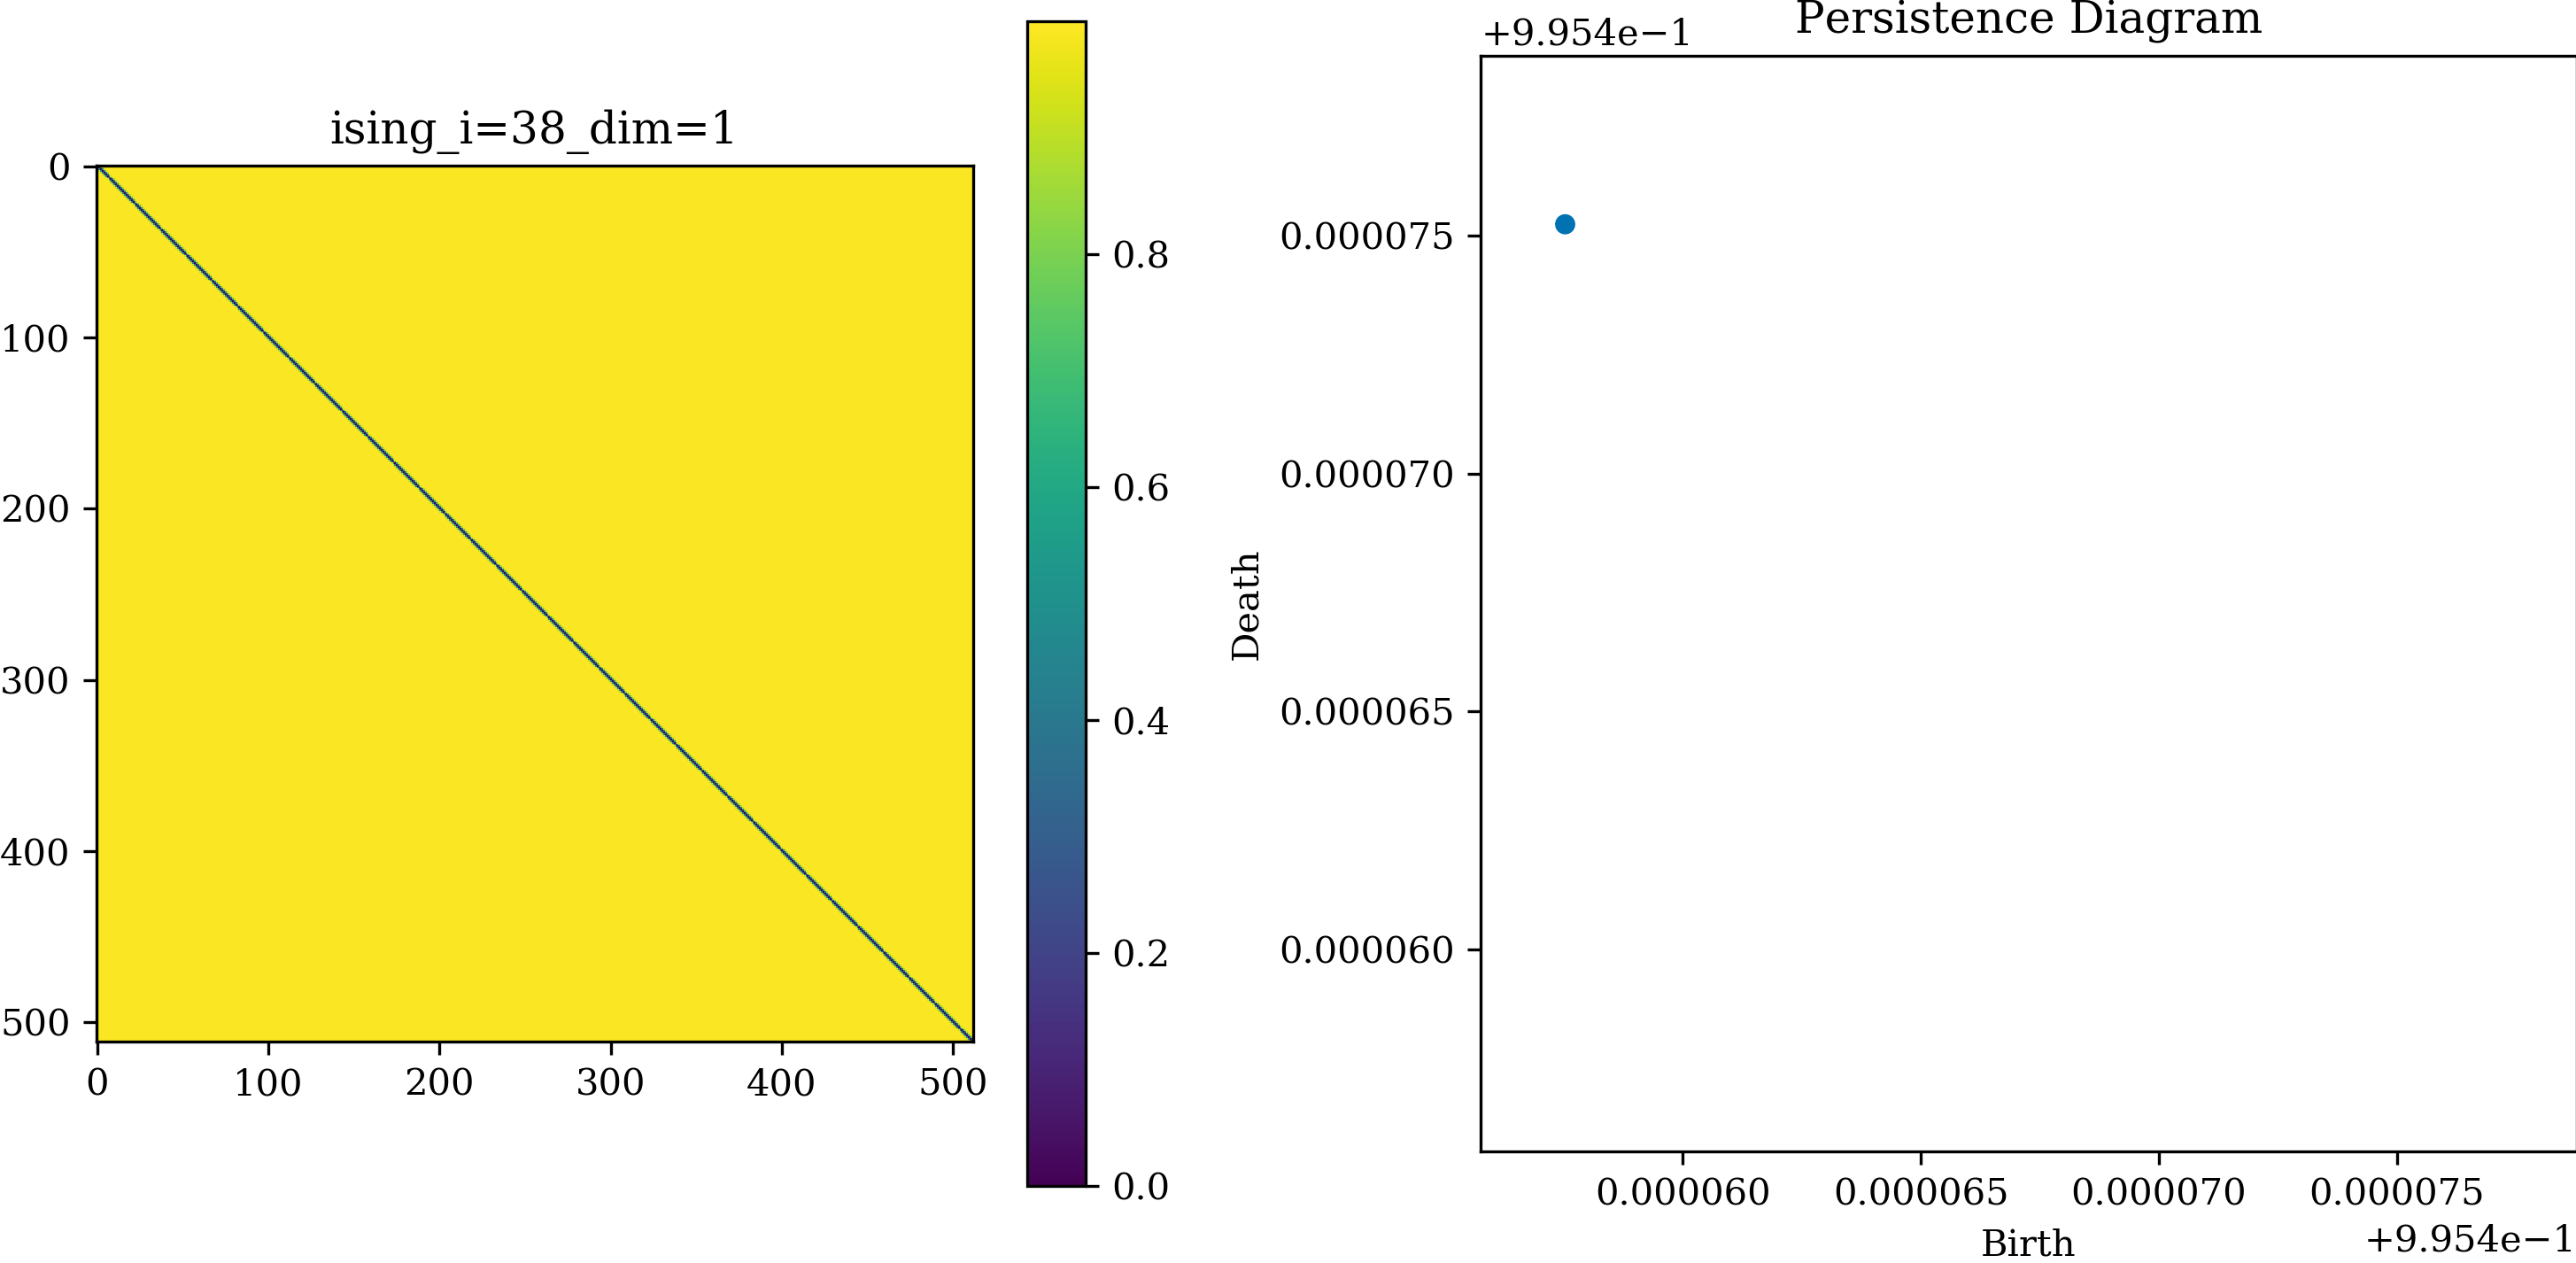 ising_i=38_dim=1
0
100
200
300
400
500
0 100 200 300 400 500
0.8
0.6
0.4
0.2
0.0
Persistence Diagram
+9.954e−1
0.000075
0.000070
0.000065
0.000060
Death
0.000060 0.000065 0.000070 0.000075
+9.954e−1
Birth